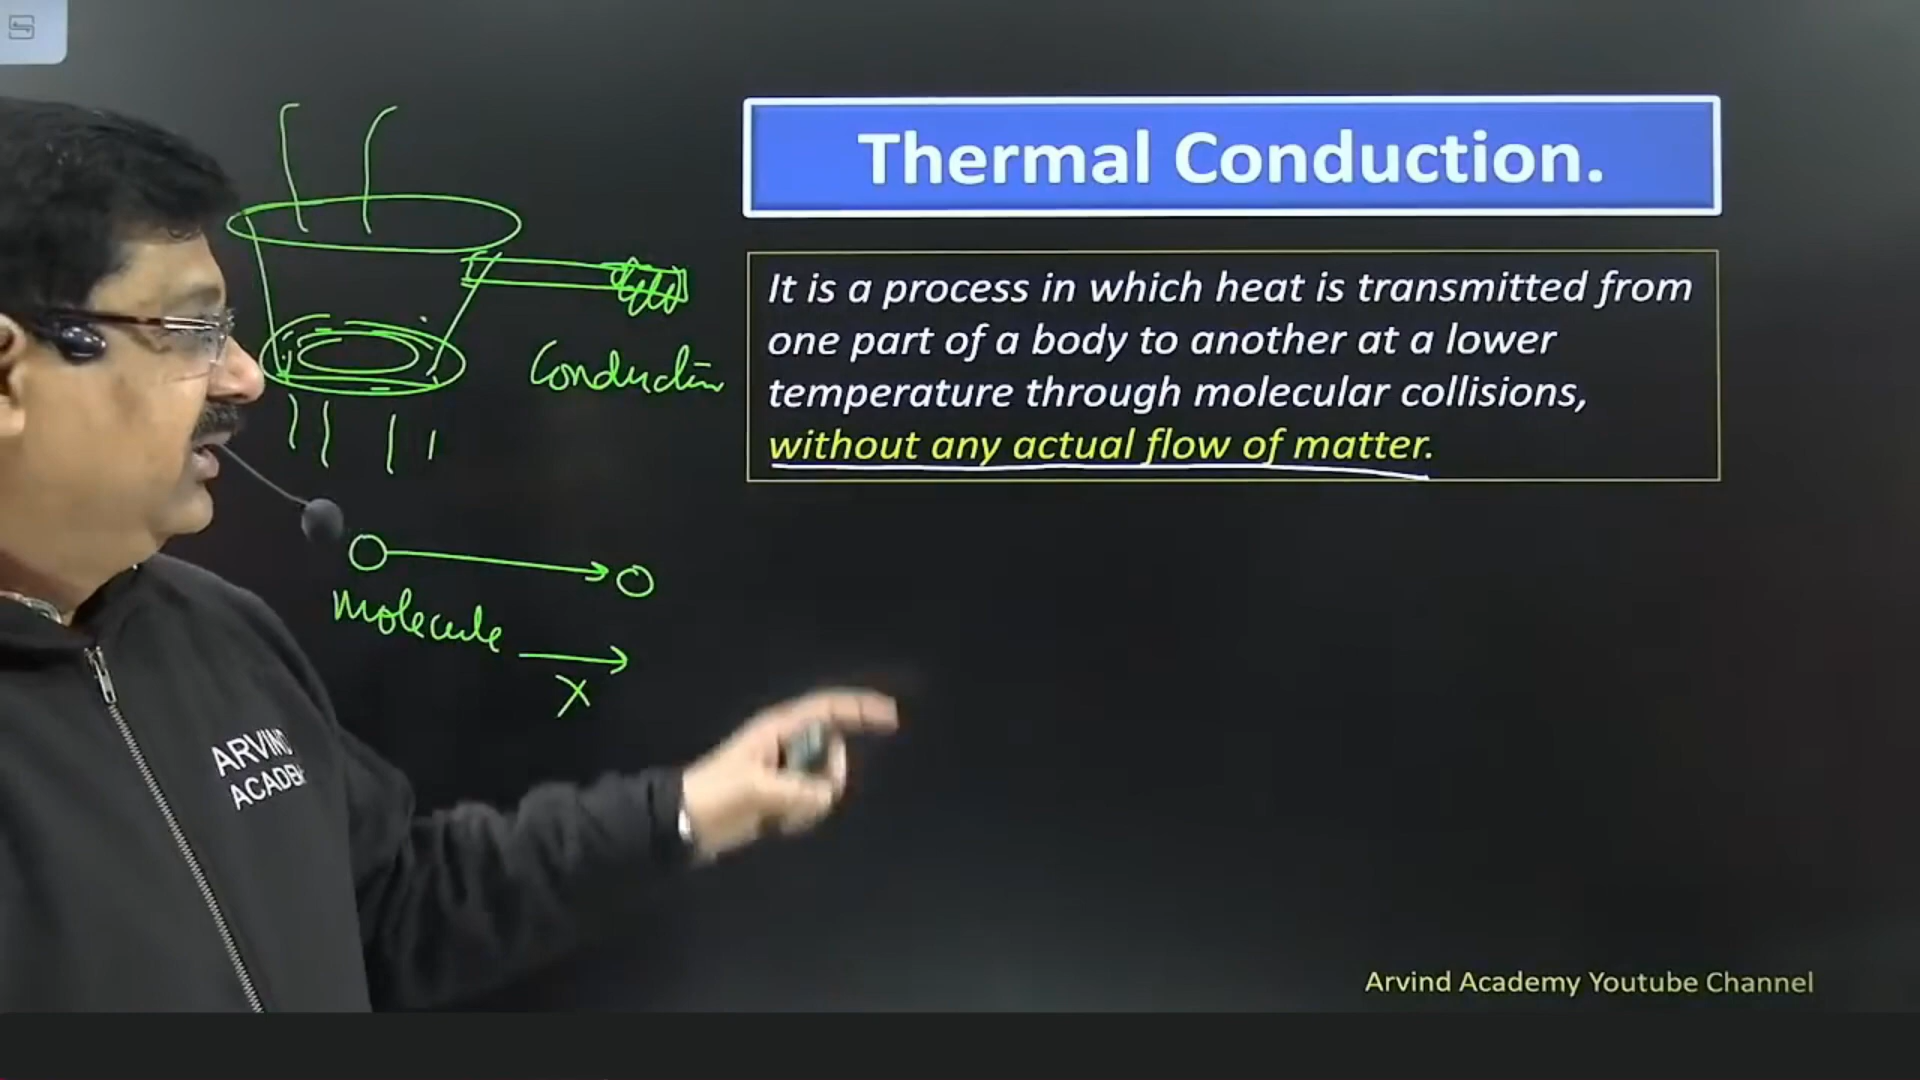 Thermal Conduction.
It is a process in which heat is transmitted from
one part of a body to another at a lower
temperature through molecular collisions,
without any actual flow of matter.
Conduction
Molecule
X
ARVIND
ACADEM
Arvind Academy Youtube Channel